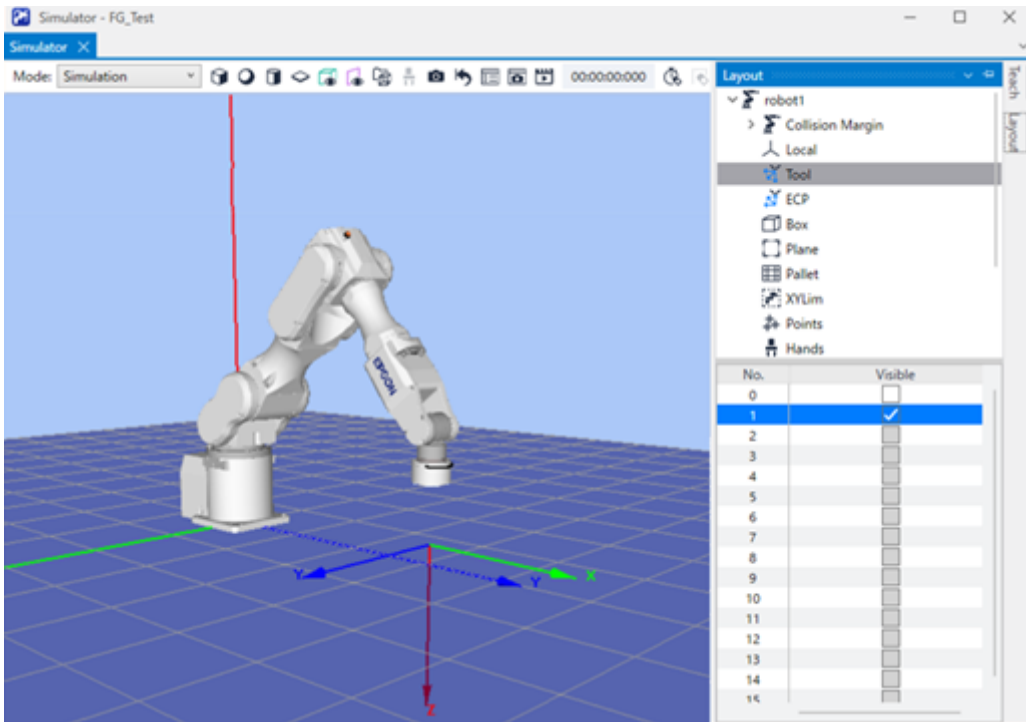 Simulator - FG_Test
Simulator
Mode: Simulation
00:00:00:000
Layout
robot1
Collision Margin
Local
Tool
ECP
Box
Plane
Pallet
XYLim
Points
Hands
Teach
Layout
No. Visible
0
1
2
3
4
5
6
7
8
9
10
11
12
13
14
15
EPSON
Y
Y
X
Z